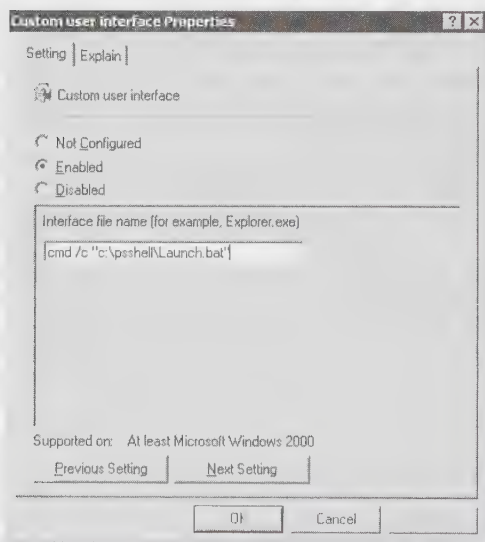 Custom user interface Properties
Setting
Explain
Custom user interface
Not Configured
Enabled
Disabled
Interface file name (for example, Explorer.exe)
cmd /c "c:\psshell\Launch.bat"
Supported on: At least Microsoft Windows 2000
Previous Setting
Next Setting
Cancel